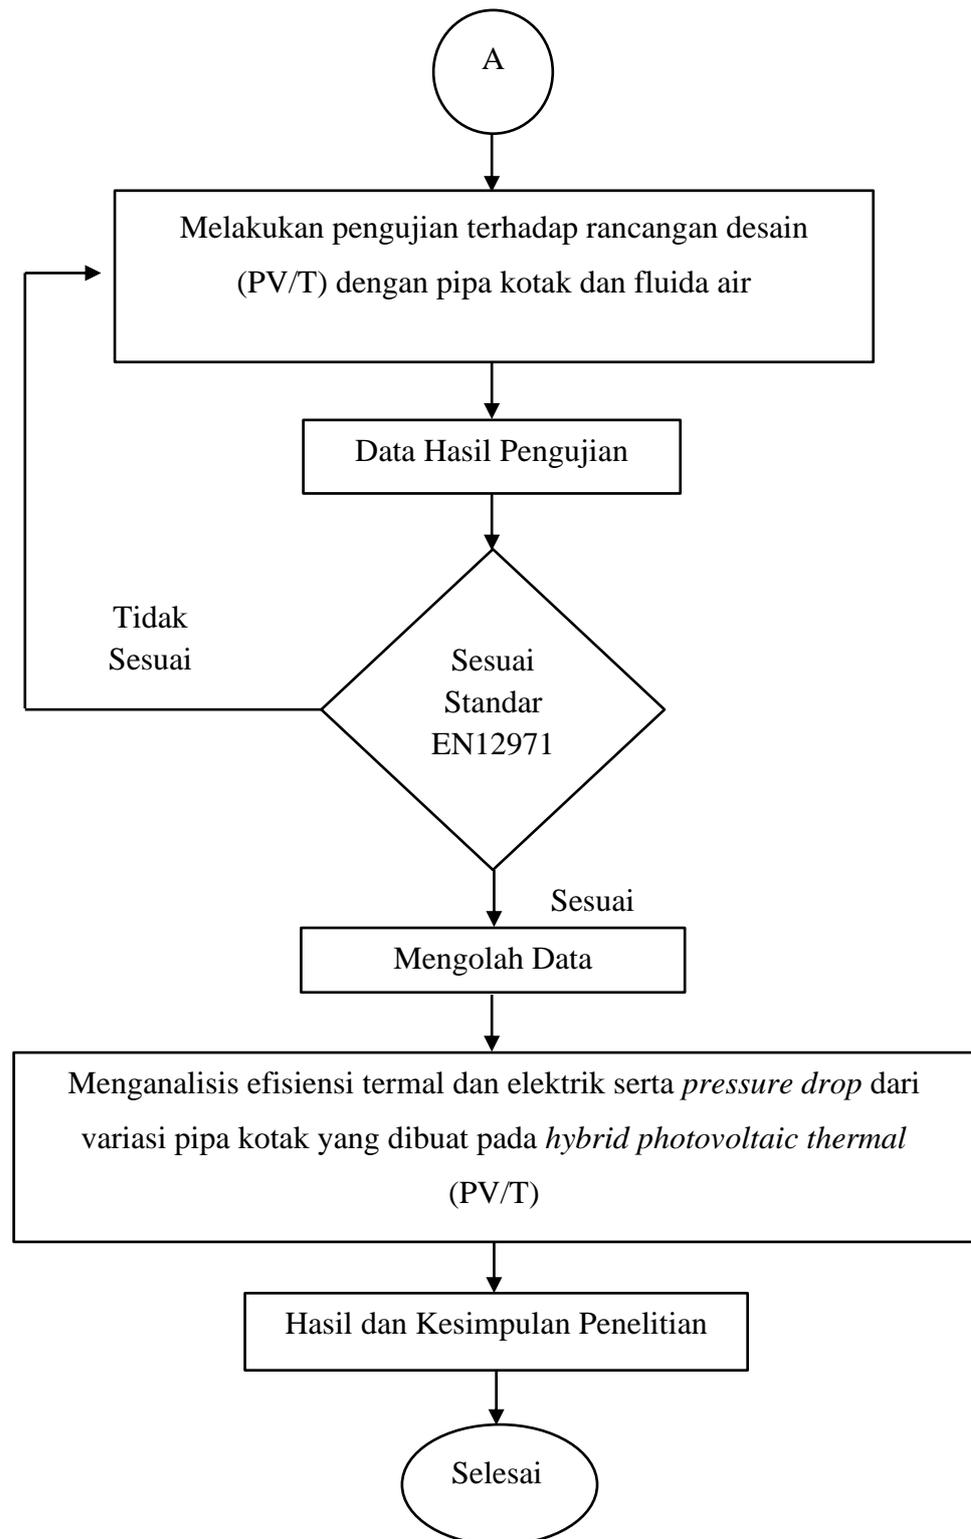 A
Melakukan pengujian terhadap rancangan desain
(PV/T) dengan pipa kotak dan fluida air
Data Hasil Pengujian
Tidak
Sesuai
Sesuai
Standar
EN12971
Sesuai
Mengolah Data
Menganalisis efisiensi termal dan elektrik serta pressure drop dari
variasi pipa kotak yang dibuat pada hybrid photovoltaic thermal
(PV/T)
Hasil dan Kesimpulan Penelitian
Selesai